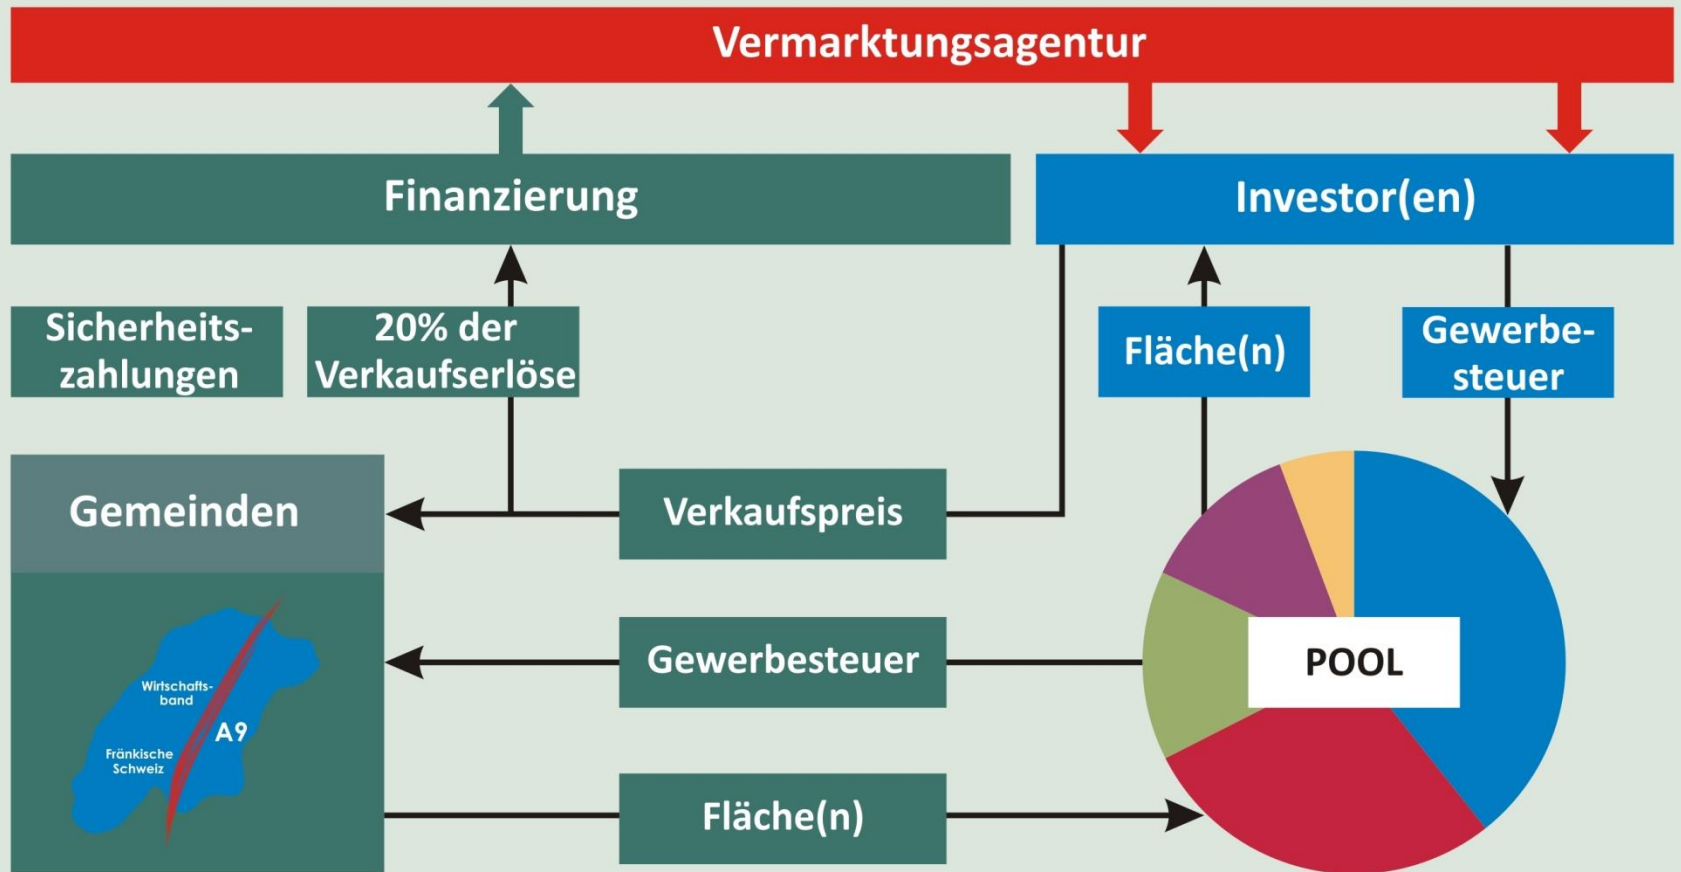 Vermarktungsagentur
Finanzierung
Investor(en)
Sicherheits-
zahlungen
20% der
Verkaufserlöse
Fläche(n)
Gewerbe-
steuer
Gemeinden
Verkaufspreis
Wirtschafts-
band
A9
Fränkische
Schweiz
Gewerbesteuer
POOL
Fläche(n)